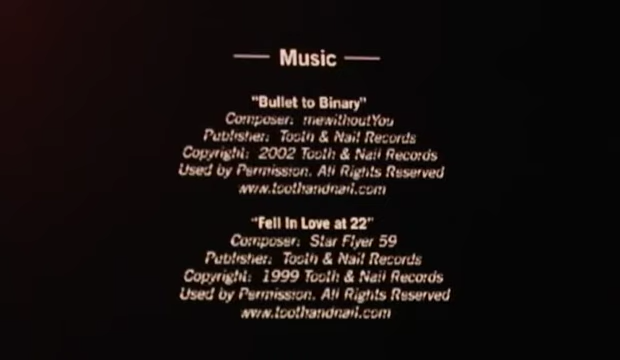 Music
"Bullet to Binary"
Composer: mewithoutYou
Publisher: Tooth & Nail Records
Copyright: 2002 Tooth & Nail Records
Used by Permission. All Rights Reserved
www.toothandnail.com
"Fell In Love at 22"
Composer: Star Flyer 59
Publisher: Tooth & Nail Records
Copyright: 1999 Tooth & Nail Records
Used by Permission. All Rights Reserved
www.toothandnail.com